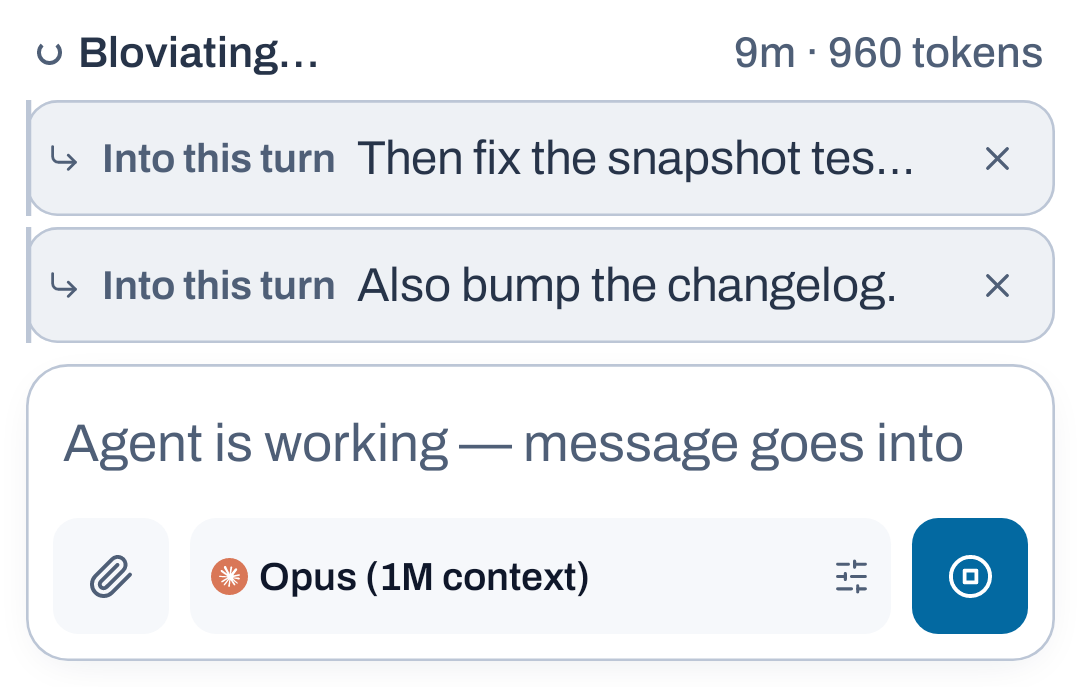 Bloviating… 9m · 960 tokens
Into this turn Then fix the snapshot tes…
Into this turn Also bump the changelog.
Agent is working — message goes into
Opus (1M context)